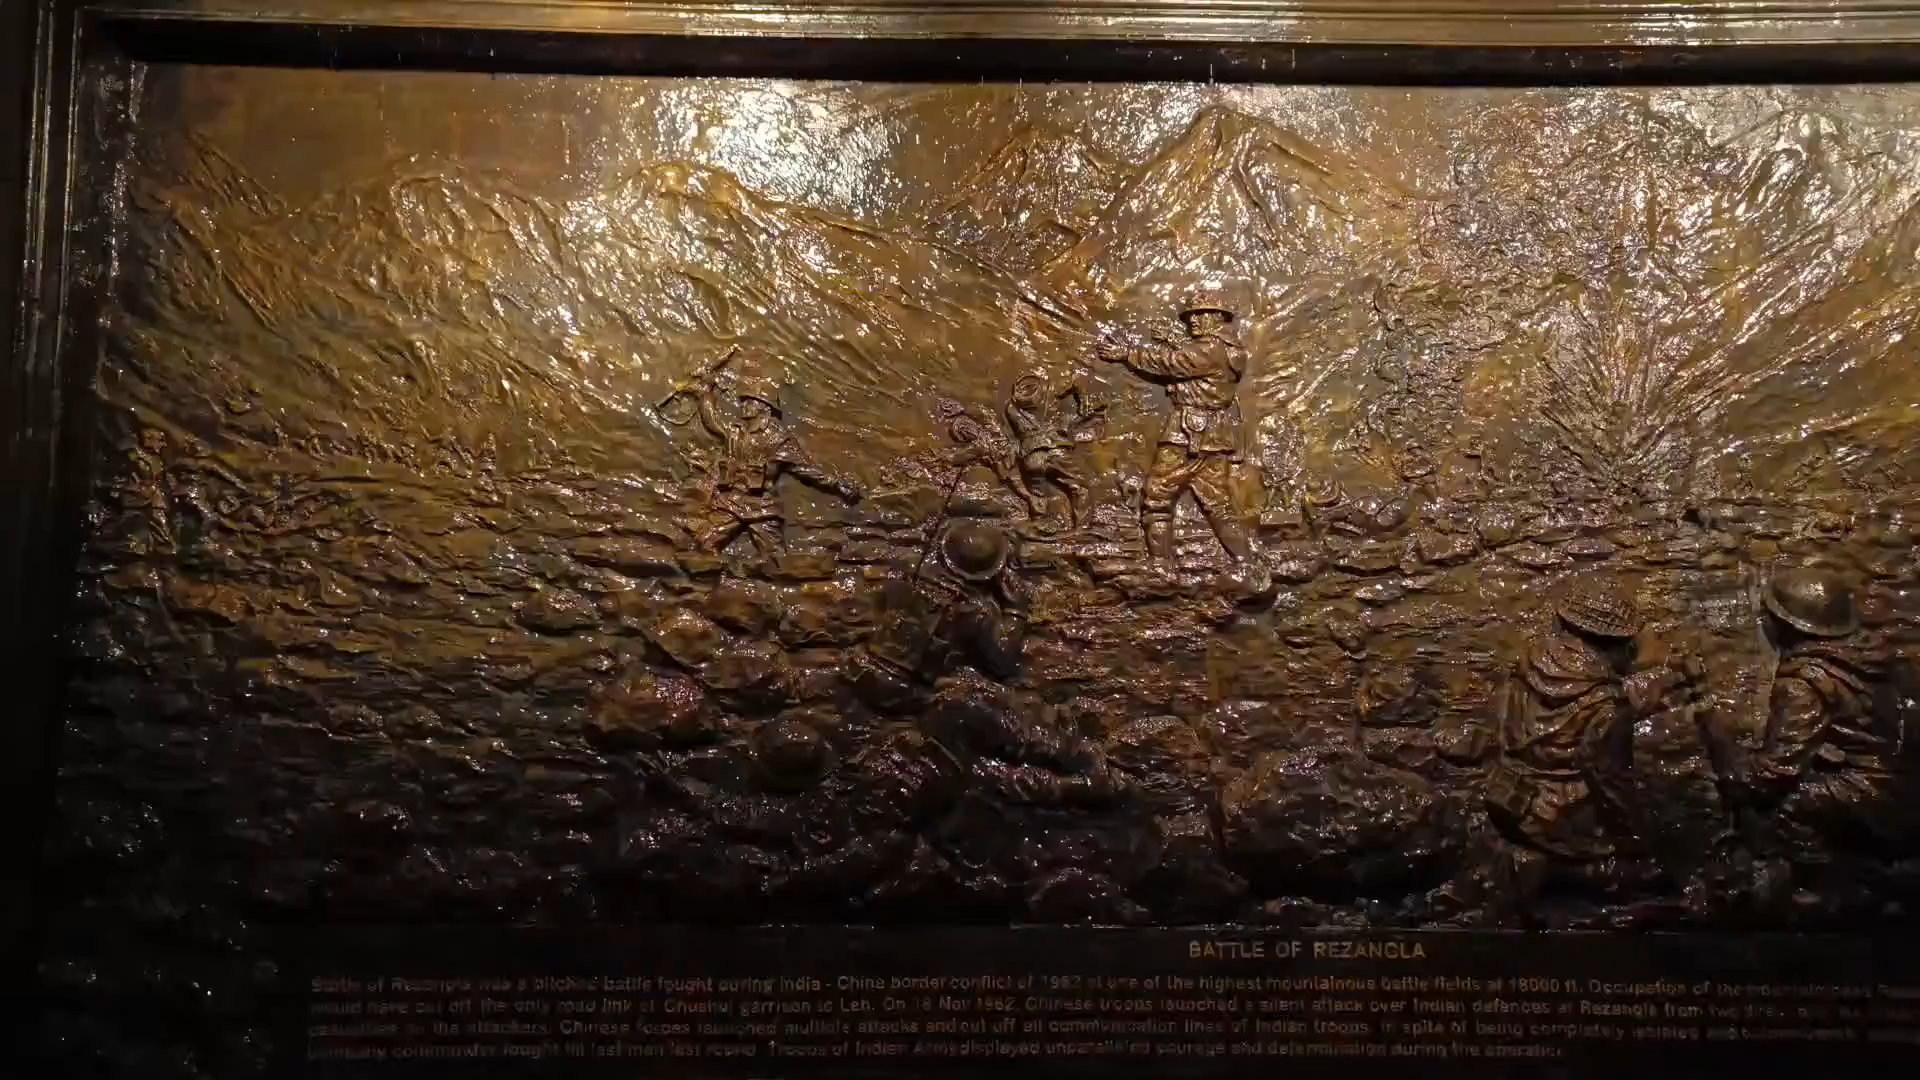 BATTLE OF REZANGLA
Battle of Rezangla was a pitched battle fought during India - China border conflict of 1962 at one of the highest mountainous battle fields at 18000 ft. Occupation of the
would have cut off the only road link of Chushul garrison to Leh. On 18 Nov 1962, Chinese troops launched a silent attack over Indian defences at Rezangla from two
casualties on the attackers. Chinese forces launched multiple attacks and cut off all communication lines of Indian troops. In spite of being completely isolated and
company commander fought till last man last round. Troops of Indian Army displayed unparalleled courage and determination during the operation